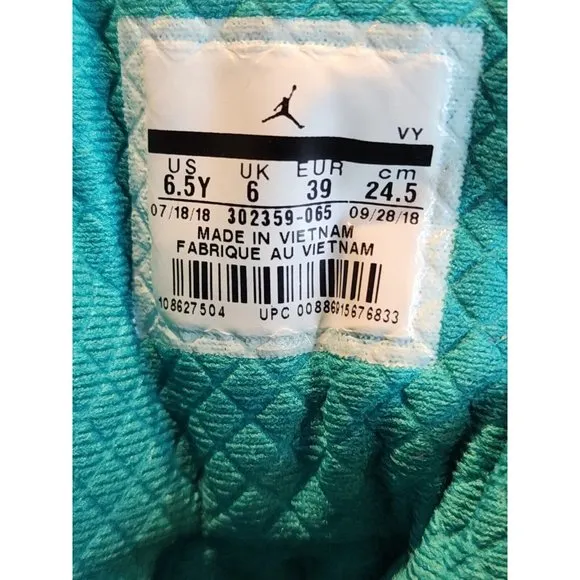 VY
US UK EUR cm
6.5Y 6 39 24.5
07/18/18 302359-065 09/28/18
MADE IN VIETNAM
FABRIQUE AU VIETNAM
108627504 UPC 00886915676833